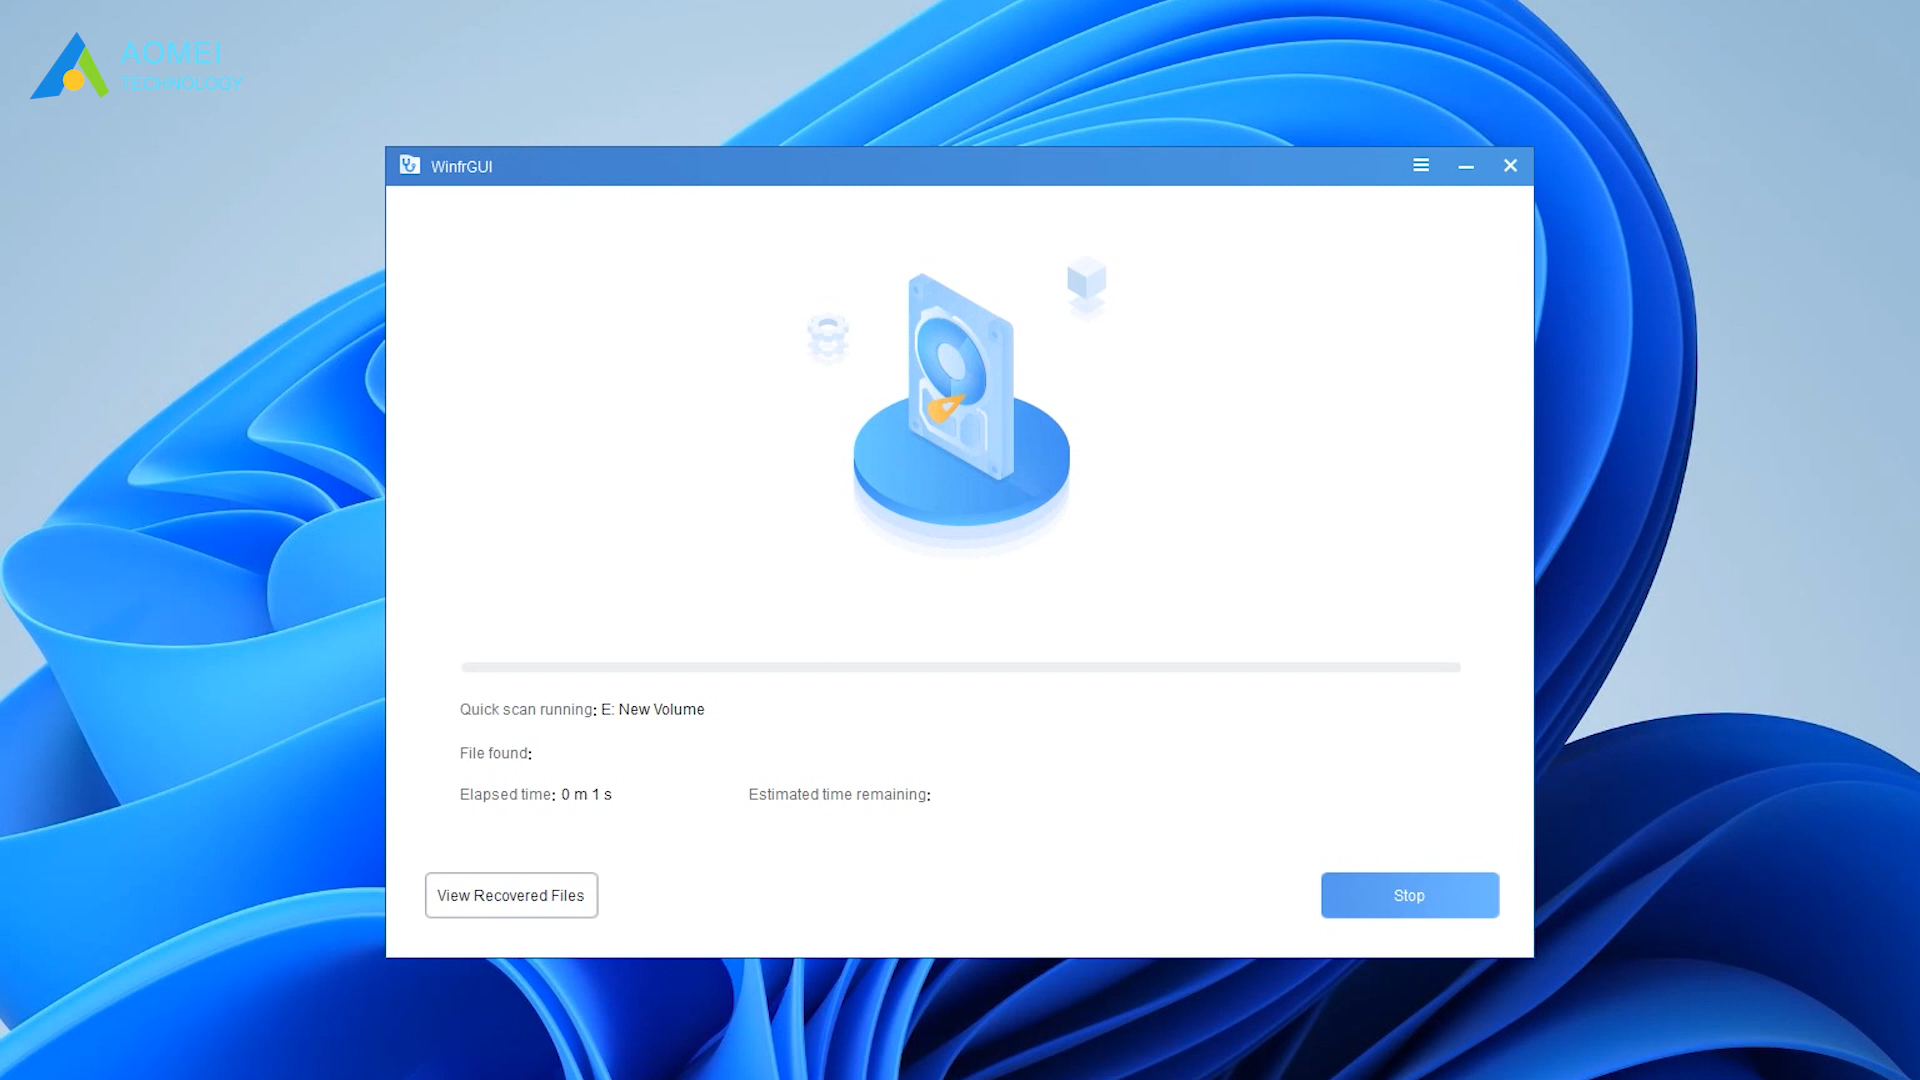 AOMEI
TECHNOLOGY
WinfrGUI
Quick scan running: E: New Volume
File found:
Elapsed time: 0 m 1 s Estimated time remaining:
View Recovered Files Stop